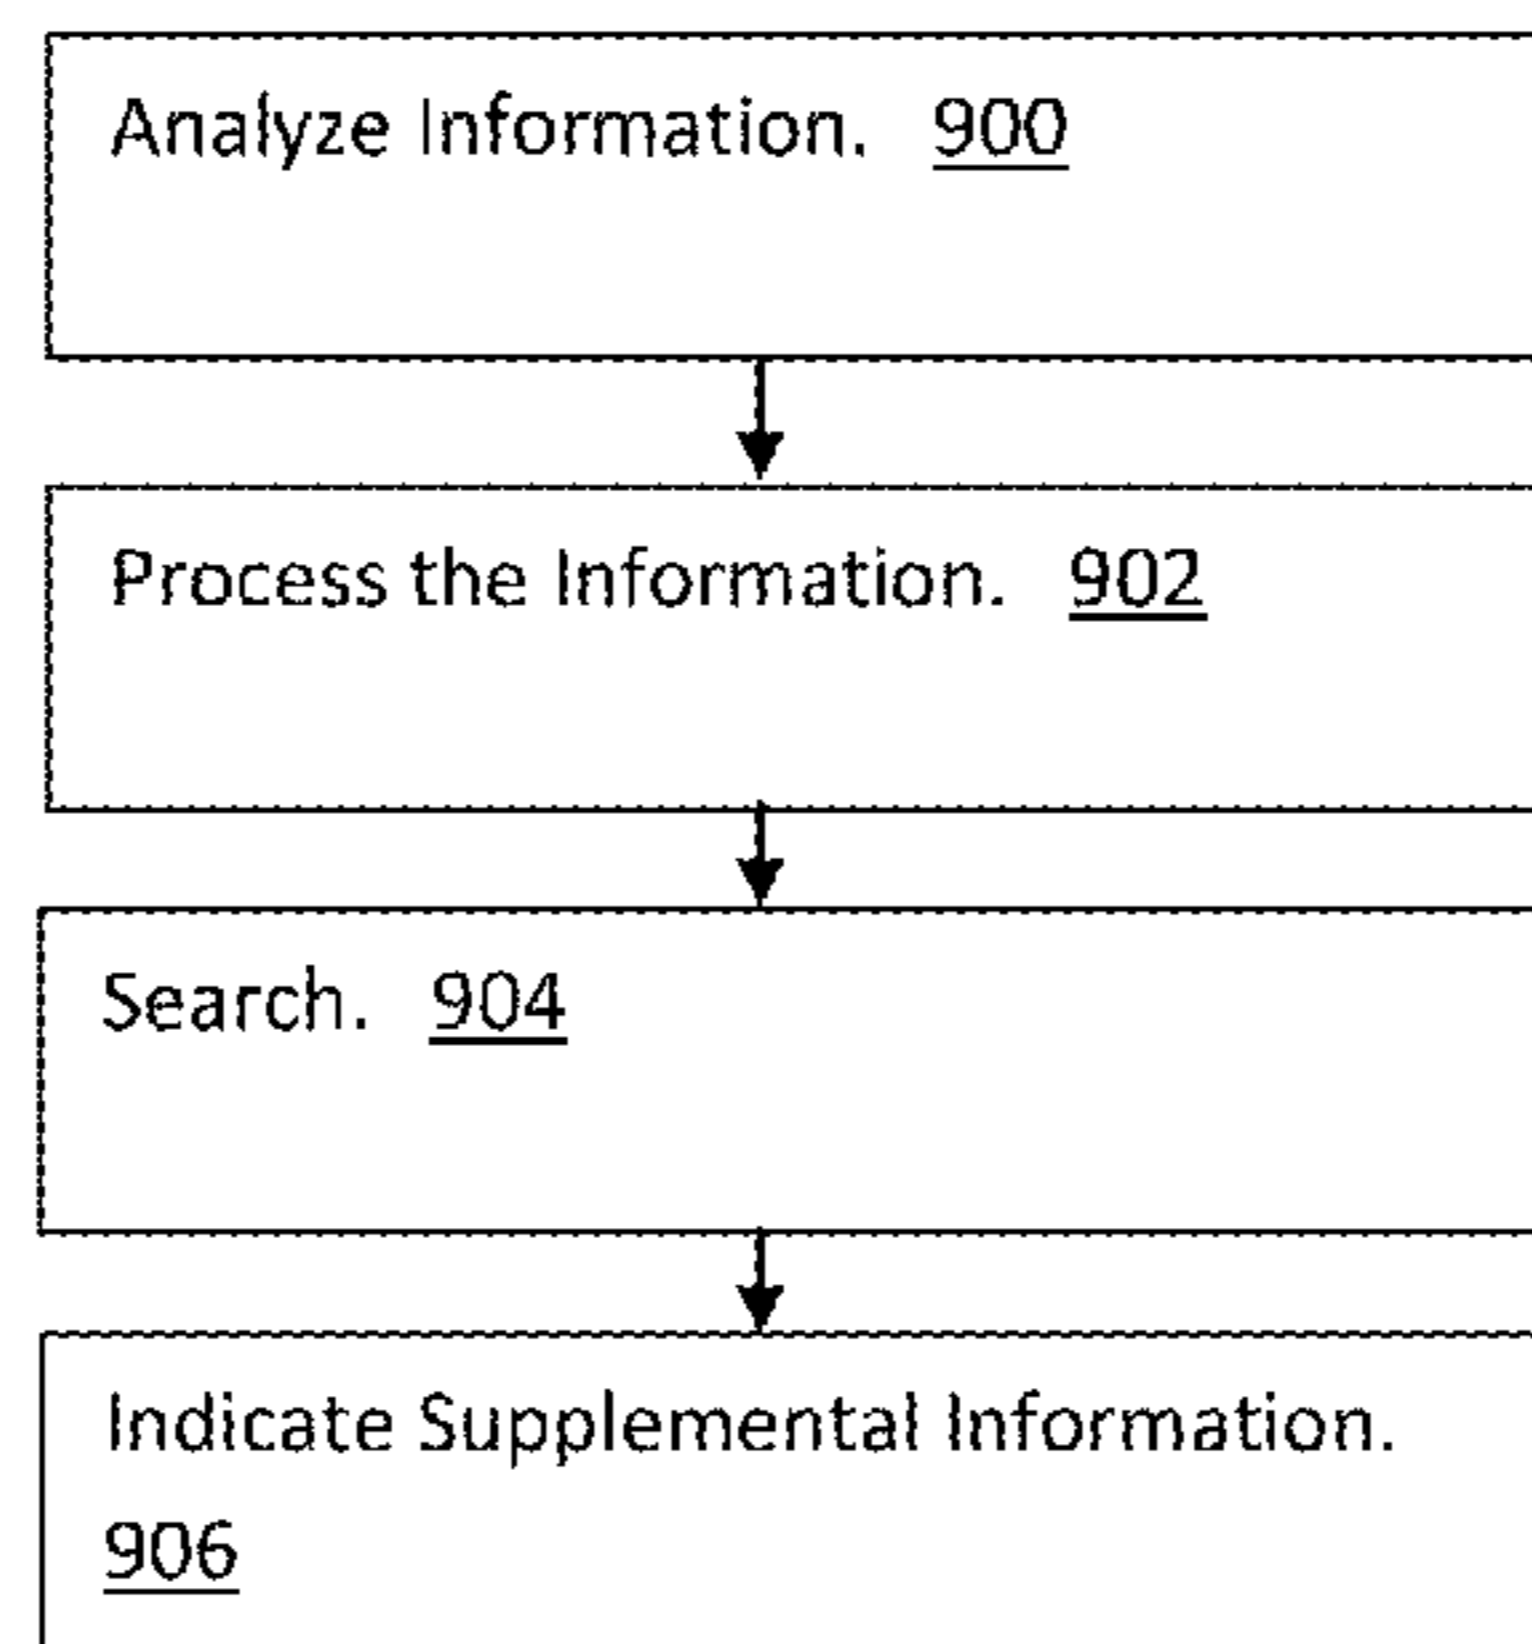 Analyze Information. 900
Process the Information. 902
Search. 904
Indicate Supplemental Information.
906